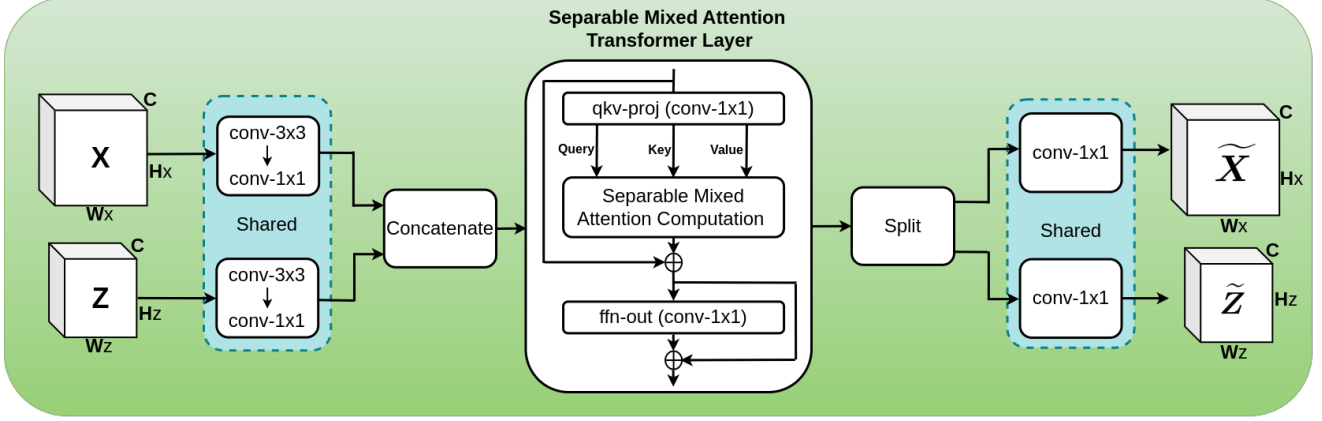 Separable Mixed Attention
Transformer Layer
C
X
Hx
Wx
C
Z
Hz
Wz
conv-3x3
conv-1x1
Shared
conv-3x3
conv-1x1
Concatenate
qkv-proj (conv-1x1)
Query
Key
Value
Separable Mixed
Attention Computation
ffn-out (conv-1x1)
Split
conv-1x1
Shared
conv-1x1
C
X̃
Hx
Wx
C
Z̃
Hz
Wz